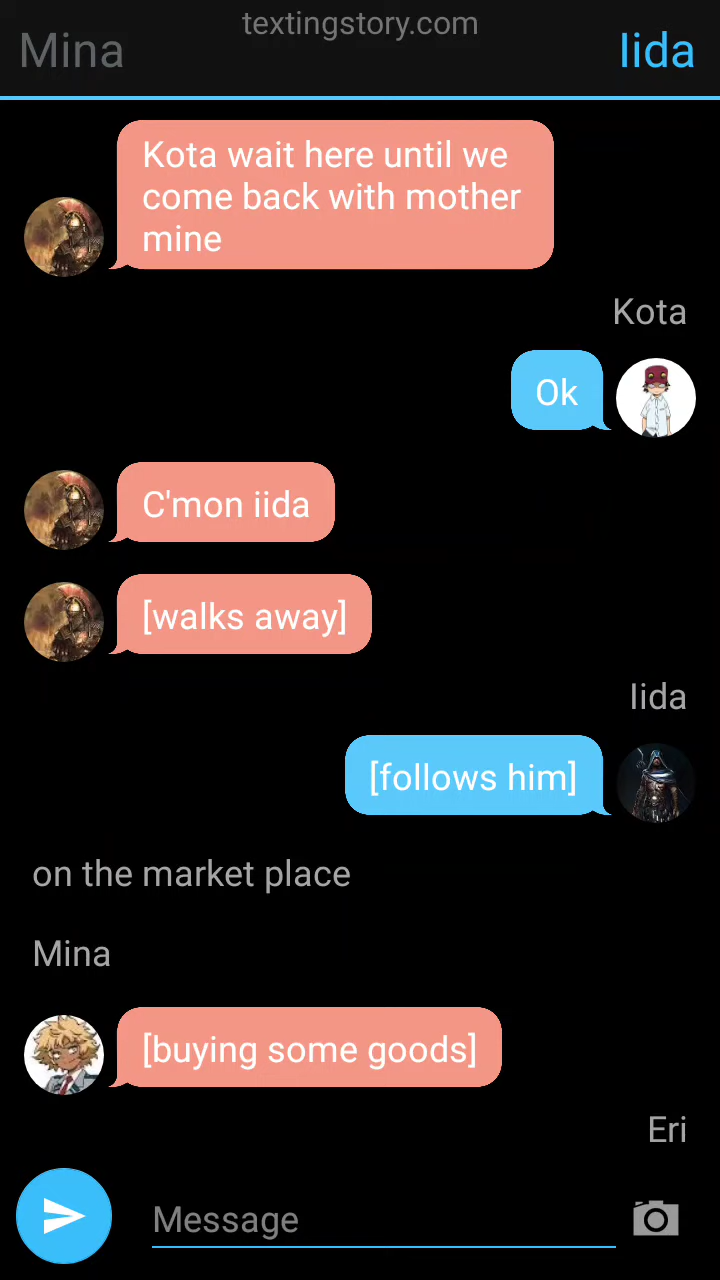 textingstory.com
Mina
Iida
Kota wait here until we
come back with mother
mine
Kota
Ok
C'mon iida
[walks away]
Iida
[follows him]
on the market place
Mina
[buying some goods]
Eri
Message